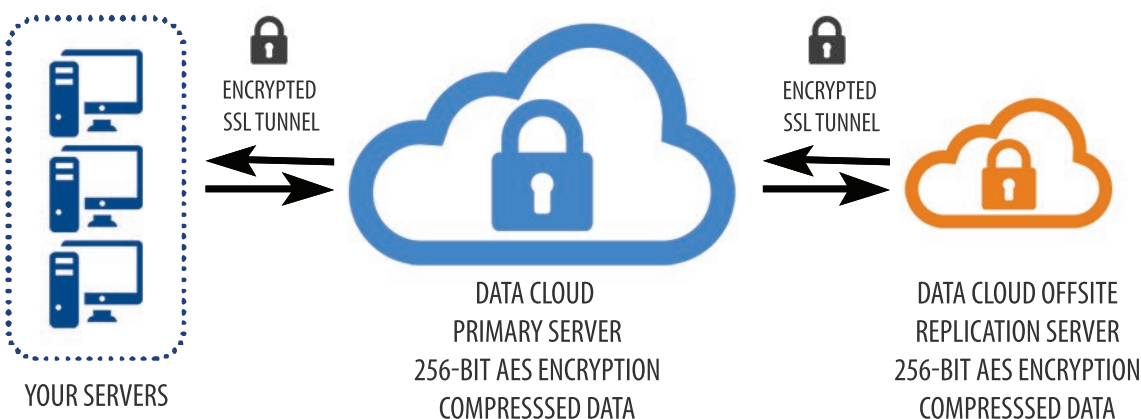 ENCRYPTED
SSL TUNNEL
ENCRYPTED
SSL TUNNEL
YOUR SERVERS
DATA CLOUD
PRIMARY SERVER
256-BIT AES ENCRYPTION
COMPRESSSED DATA
DATA CLOUD OFFSITE
REPLICATION SERVER
256-BIT AES ENCRYPTION
COMPRESSSED DATA